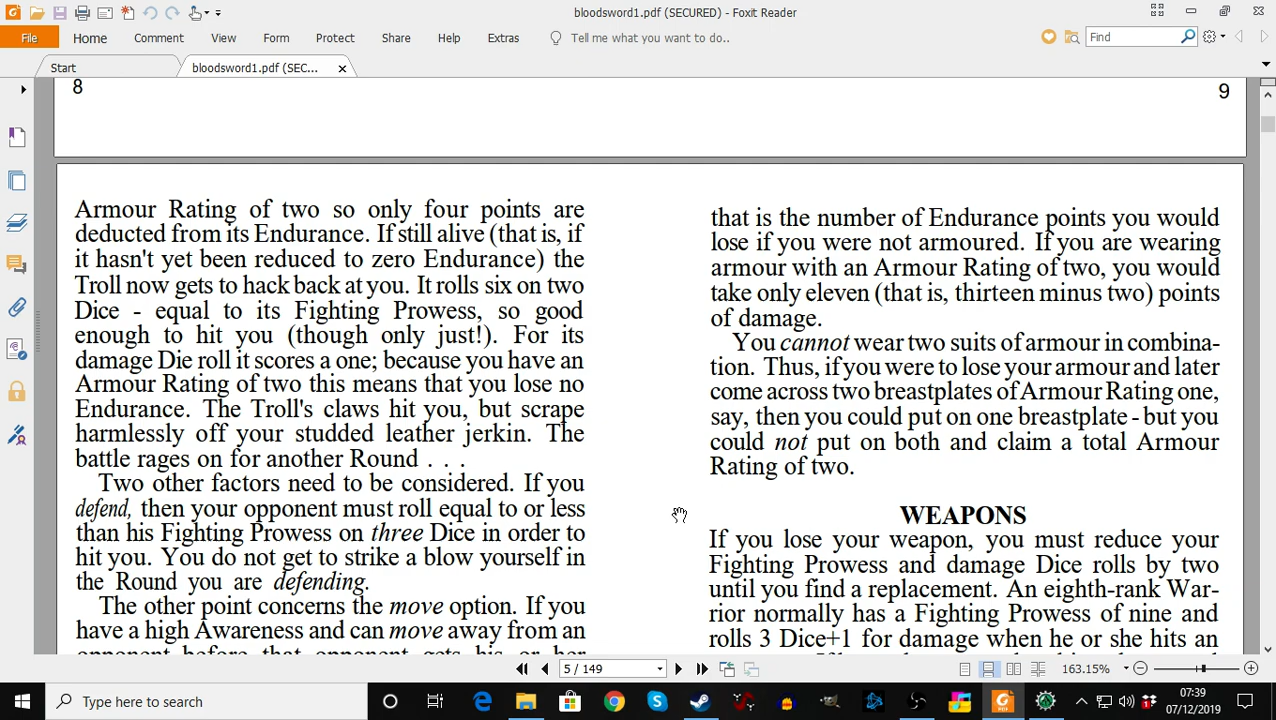 bloodsword1.pdf (SECURED) - Foxit Reader
File Home Comment View Form Protect Share Help Extras Tell me what you want to do.. Find
Start bloodsword1.pdf (SEC...
8
9
Armour Rating of two so only four points are
deducted from its Endurance. If still alive (that is, if
it hasn't yet been reduced to zero Endurance) the
Troll now gets to hack back at you. It rolls six on two
Dice - equal to its Fighting Prowess, so good
enough to hit you (though only just!). For its
damage Die roll it scores a one; because you have an
Armour Rating of two this means that you lose no
Endurance. The Troll's claws hit you, but scrape
harmlessly off your studded leather jerkin. The
battle rages on for another Round . . .
Two other factors need to be considered. If you
defend, then your opponent must roll equal to or less
than his Fighting Prowess on three Dice in order to
hit you. You do not get to strike a blow yourself in
the Round you are defending.
The other point concerns the move option. If you
have a high Awareness and can move away from an
opponent before that opponent gets his or her
that is the number of Endurance points you would
lose if you were not armoured. If you are wearing
armour with an Armour Rating of two, you would
take only eleven (that is, thirteen minus two) points
of damage.
You cannot wear two suits of armour in combina-
tion. Thus, if you were to lose your armour and later
come across two breastplates of Armour Rating one,
say, then you could put on one breastplate - but you
could not put on both and claim a total Armour
Rating of two.
WEAPONS
If you lose your weapon, you must reduce your
Fighting Prowess and damage Dice rolls by two
until you find a replacement. An eighth-rank War-
rior normally has a Fighting Prowess of nine and
rolls 3 Dice+1 for damage when he or she hits an
5 / 149
163.15%
Type here to search
07:39
07/12/2019